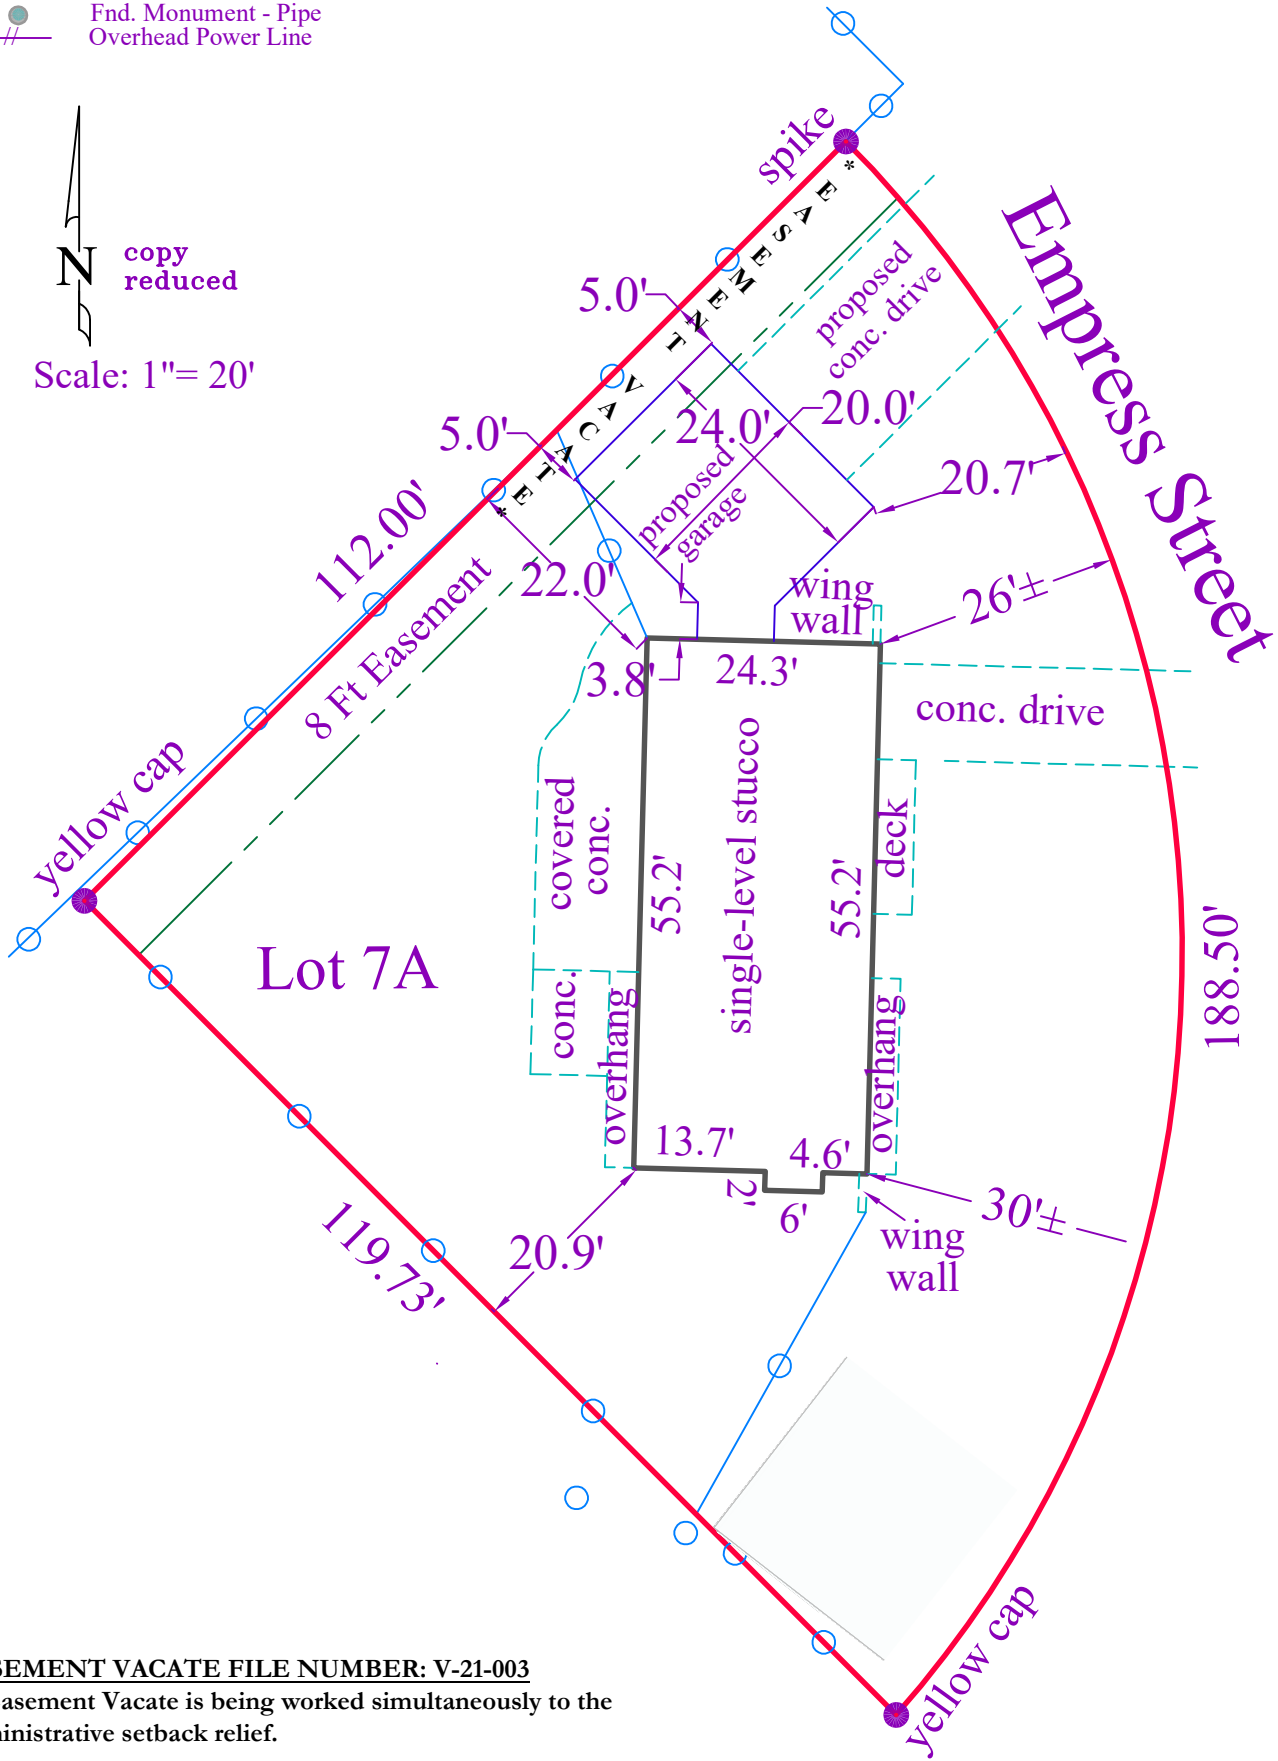 Fnd. Monument - Pipe
Overhead Power Line
spike
N
copy
reduced
Scale: 1"= 20'
Empress Street
*EASEMENT VACATE*
proposed
conc. drive
5.0'
5.0'
24.0'
20.0'
proposed
garage
20.7'
112.00'
22.0'
8 Ft Easement
wing
wall
26'±
3.8'
24.3'
conc. drive
yellow cap
covered
conc.
single-level stucco
deck
55.2'
55.2'
188.50'
Lot 7A
conc.
overhang
overhang
13.7'
4.6'
2'
6'
30'±
wing
wall
20.9'
119.73'
yellow cap
SEMENT VACATE FILE NUMBER: V-21-003
asement Vacate is being worked simultaneously to the
inistrative setback relief.